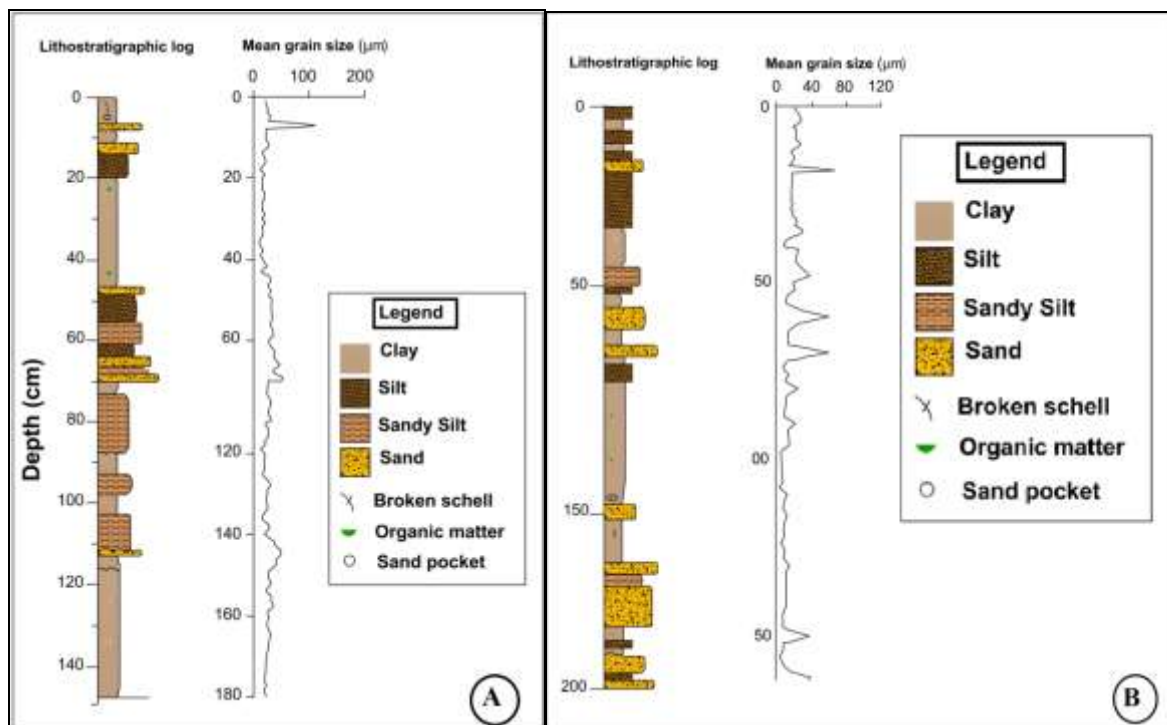 Lithostratigraphic log
Mean grain size (µm)
0 100 200
Depth (cm)
0
20
40
60
80
100
120
140
0
20
40
60
120
140
160
180
Legend
Clay
Silt
Sandy Silt
Sand
Broken schell
Organic matter
Sand pocket
A
Lithostratigraphic log
Mean grain size (µm)
0 40 80 120
0
50
150
200
0
50
00
50
Legend
Clay
Silt
Sandy Silt
Sand
Broken schell
Organic matter
Sand pocket
B